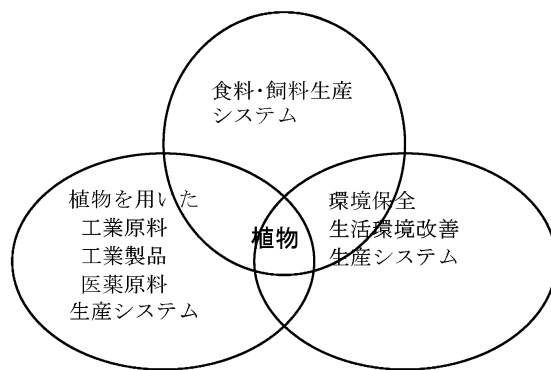 食料・飼料生産
システム
植物を用いた
工業原料
工業製品
医薬原料
生産システム
植物
環境保全
生活環境改善
生産システム